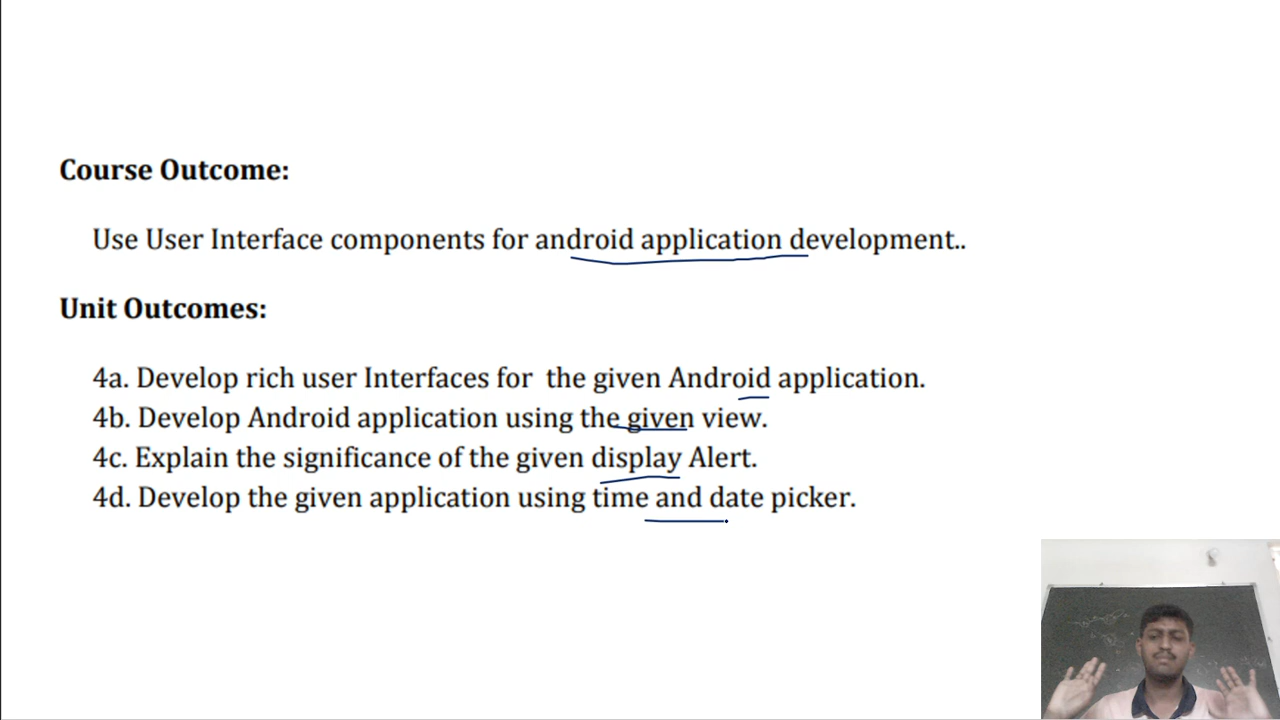 Course Outcome:
Use User Interface components for android application development..
Unit Outcomes:
4a. Develop rich user Interfaces for the given Android application.
4b. Develop Android application using the given view.
4c. Explain the significance of the given display Alert.
4d. Develop the given application using time and date picker.